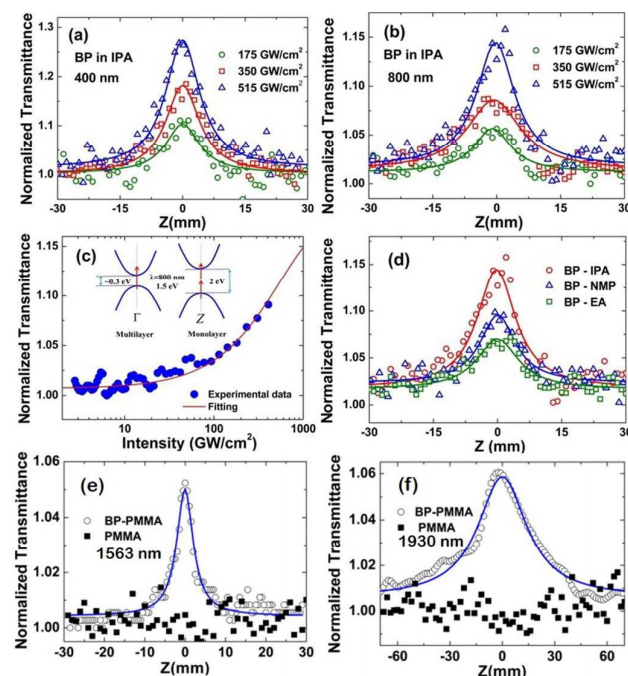 (a)
BP in IPA
400 nm
175 GW/cm²
350 GW/cm²
515 GW/cm²
1.3
1.2
1.1
1.0
Normalized Transmittance
-30 -15 0 15 30
Z(mm)
(b)
BP in IPA
800 nm
175 GW/cm²
350 GW/cm²
515 GW/cm²
1.15
1.10
1.05
1.00
Normalized Transmittance
-30 -15 0 15 30
Z(mm)
(c)
~0.3 eV
λ=800 nm
1.5 eV
2 eV
Γ
Z
Multilayer
Monolayer
Experimental data
Fitting
1.15
1.10
1.05
1.00
Normalized Transmittance
10 100 1000
Intensity (GW/cm²)
(d)
BP - IPA
BP - NMP
BP - EA
1.15
1.10
1.05
1.00
Normalized Transmittance
-30 -15 0 15 30
Z (mm)
(e)
BP-PMMA
PMMA
1563 nm
1.06
1.04
1.02
1.00
Normalized Transmittance
-30 -20 -10 0 10 20 30
Z(mm)
(f)
BP-PMMA
PMMA
1930 nm
1.06
1.04
1.02
1.00
Normalized Transmittance
-60 -40 -20 0 20 40 60
Z(mm)